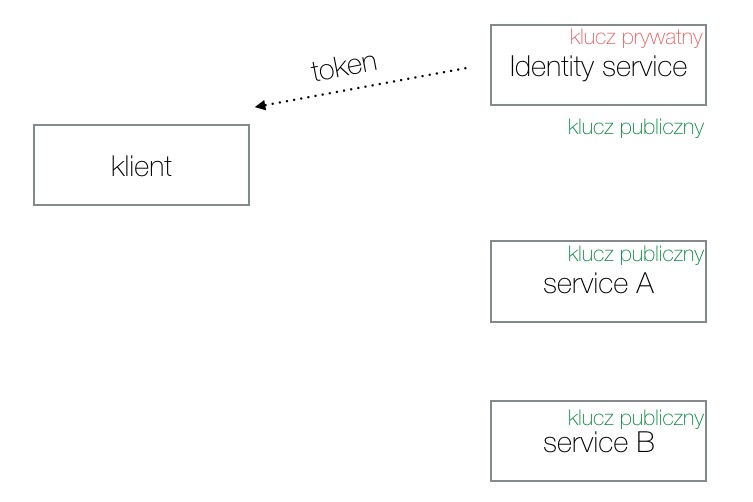 klucz prywatny
Identity service
token
klucz publiczny
klient
klucz publiczny
service A
klucz publiczny
service B